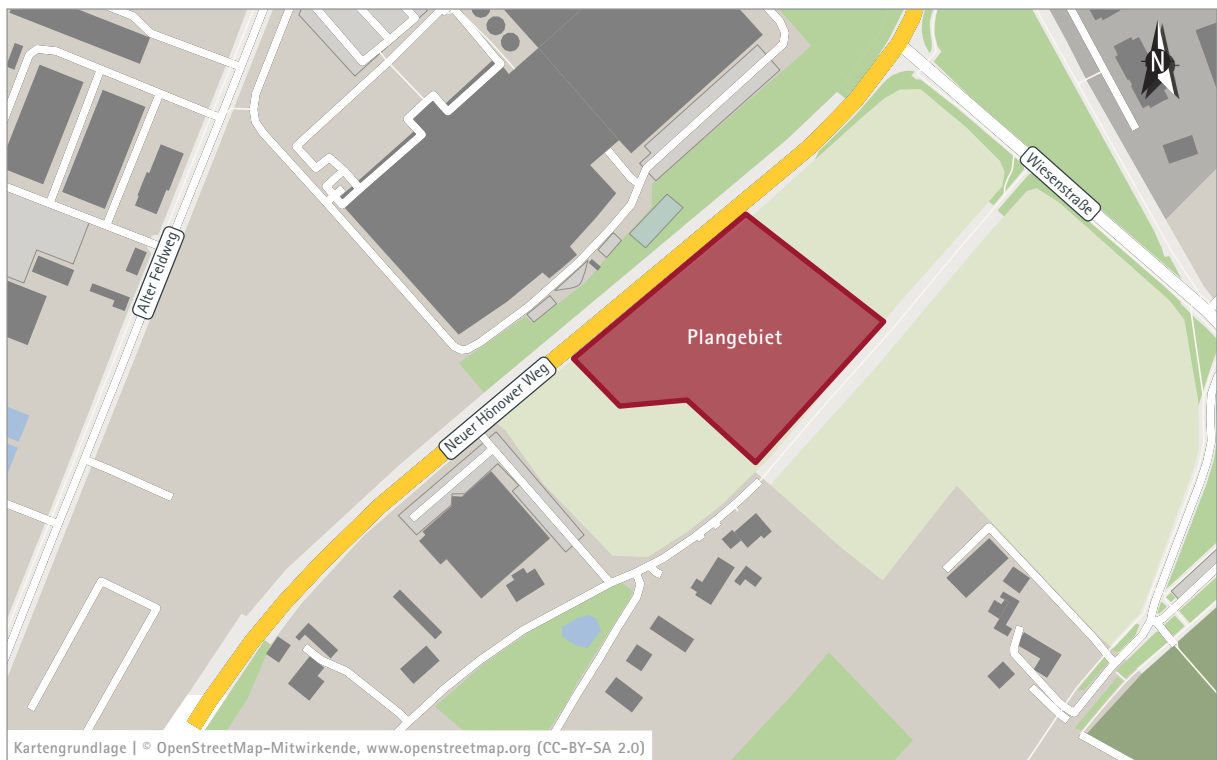 N
Wiesenstraße
Alter Feldweg
Plangebiet
Neuer Hönower Weg
Kartengrundlage | © OpenStreetMap-Mitwirkende, www.openstreetmap.org (CC-BY-SA 2.0)